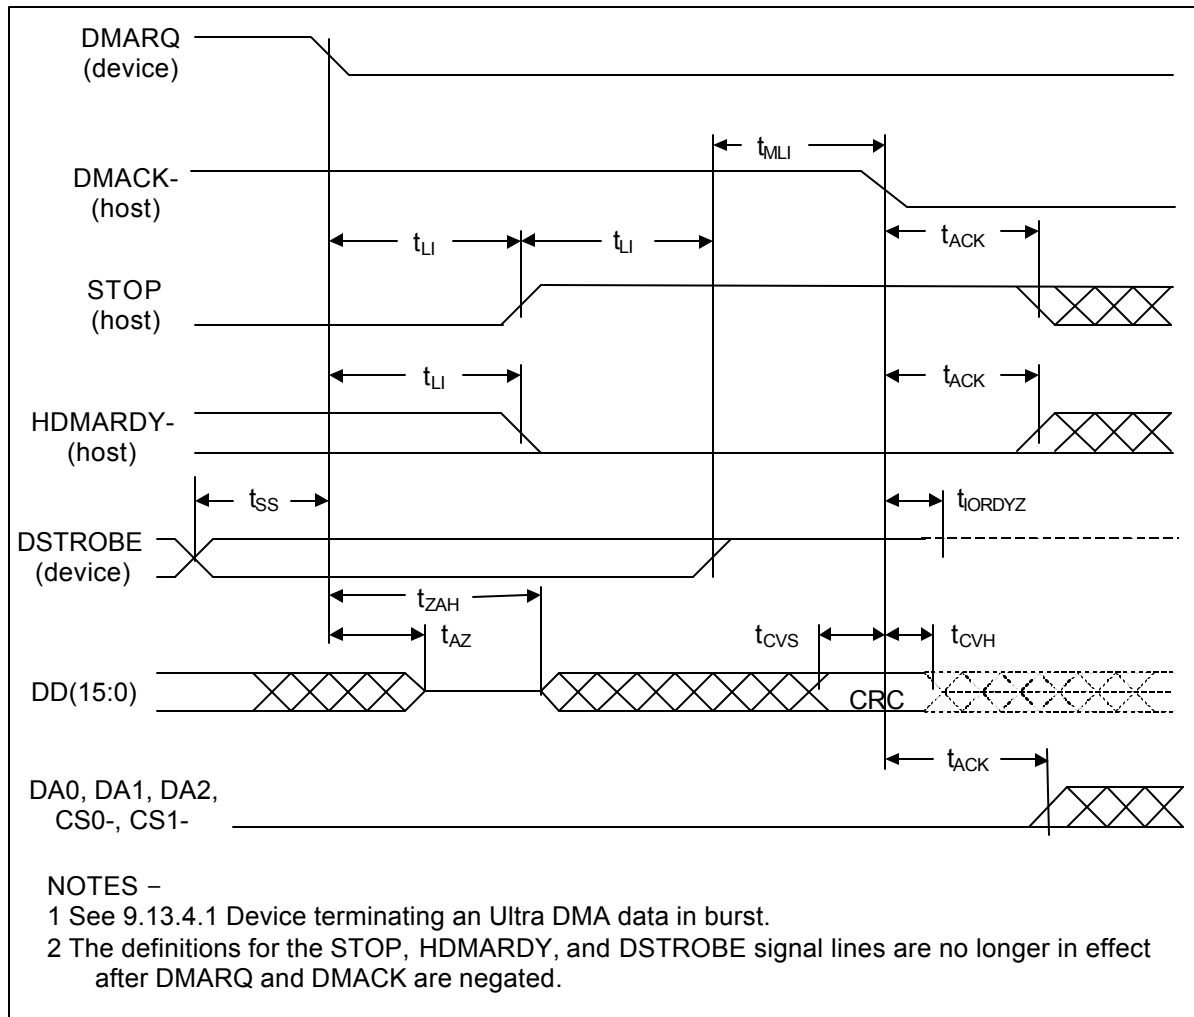 DMARQ
(device)
tMLI
DMACK-
(host)
tLI
tLI
tACK
STOP
(host)
tLI
tACK
HDMARDY-
(host)
tSS
tIORDYZ
DSTROBE
(device)
tZAH
tAZ
tCVS
tCVH
DD(15:0)
CRC
tACK
DA0, DA1, DA2,
CS0-, CS1-
NOTES –
1 See 9.13.4.1 Device terminating an Ultra DMA data in burst.
2 The definitions for the STOP, HDMARDY, and DSTROBE signal lines are no longer in effect
after DMARQ and DMACK are negated.